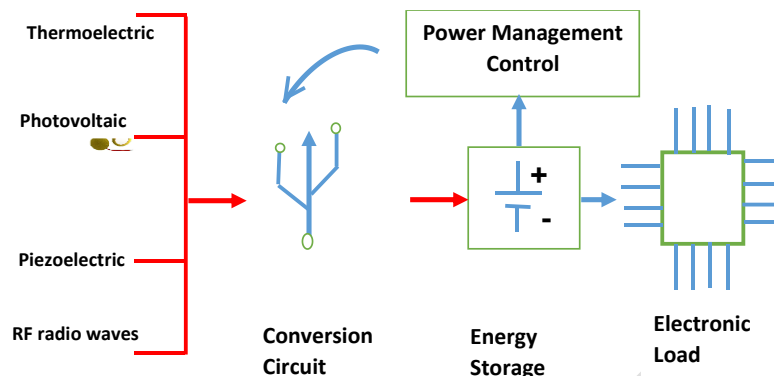 Thermoelectric
Photovoltaic
Piezoelectric
RF radio waves
Power Management
Control
+
-
Conversion
Circuit
Energy
Storage
Electronic
Load